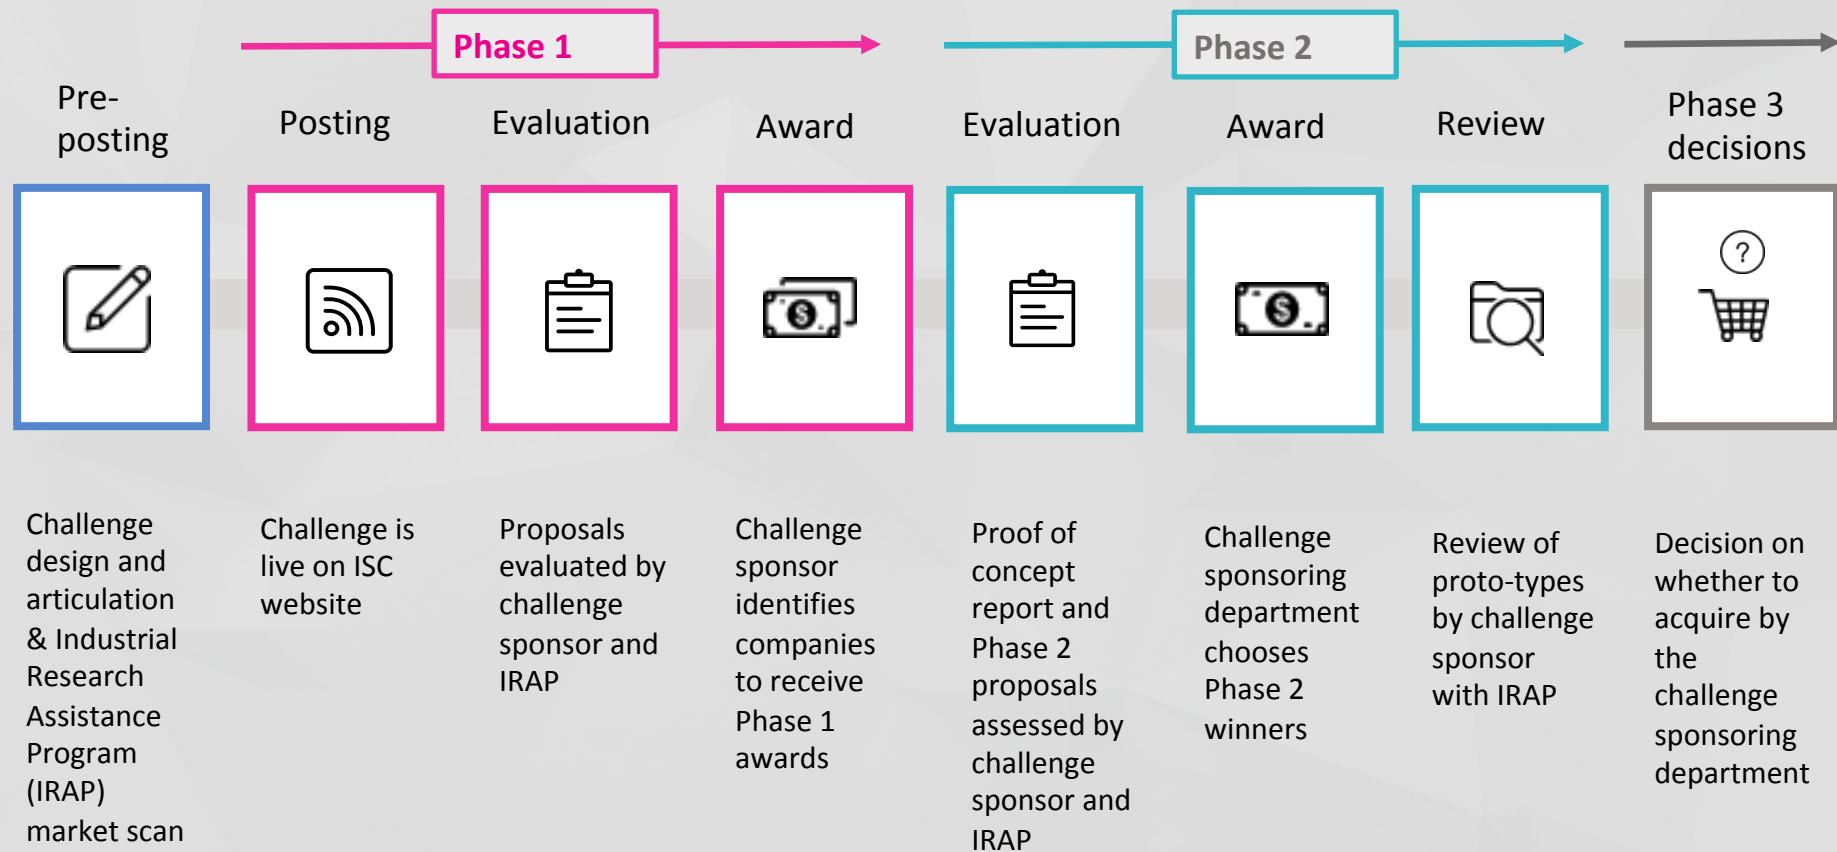 Phase 1
Phase 2
Pre-
posting
Posting
Evaluation
Award
Evaluation
Award
Review
Phase 3
decisions
?
Challenge
design and
articulation
& Industrial
Research
Assistance
Program
(IRAP)
market scan
Challenge is
live on ISC
website
Proposals
evaluated by
challenge
sponsor and
IRAP
Challenge
sponsor
identifies
companies
to receive
Phase 1
awards
Proof of
concept
report and
Phase 2
proposals
assessed by
challenge
sponsor and
IRAP
Challenge
sponsoring
department
chooses
Phase 2
winners
Review of
proto-types
by challenge
sponsor
with IRAP
Decision on
whether to
acquire by
the
challenge
sponsoring
department